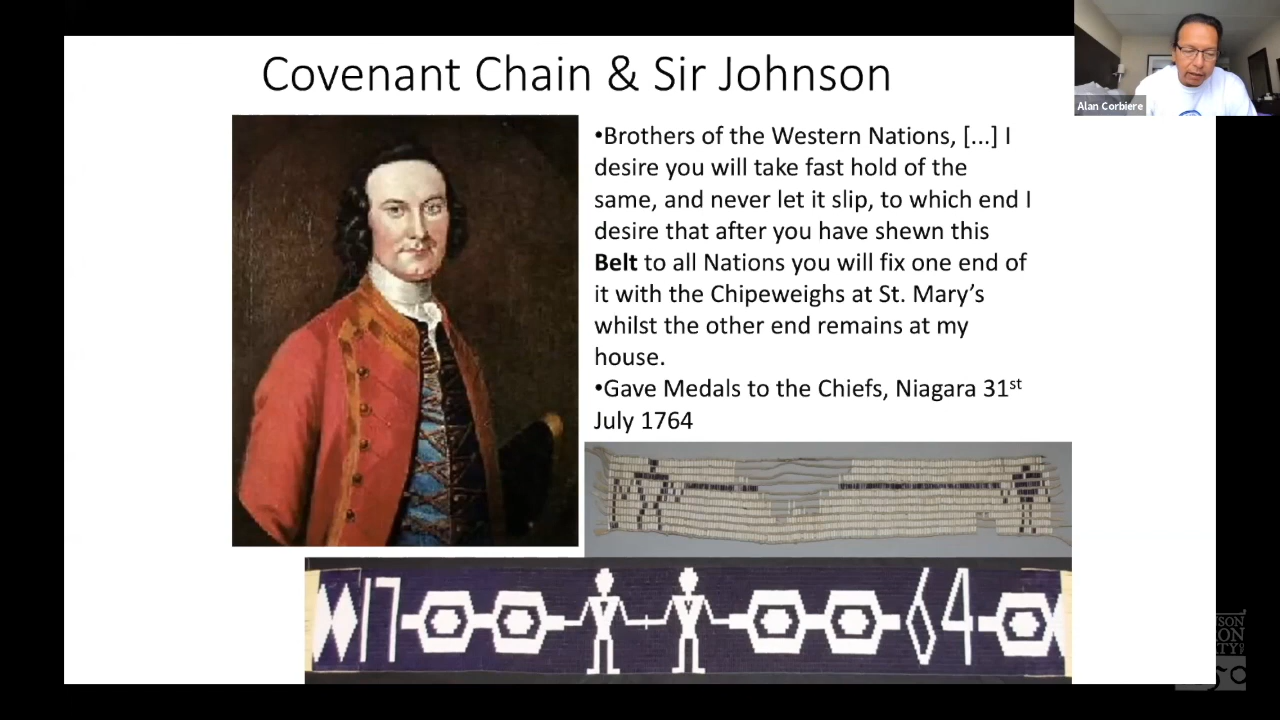 Covenant Chain & Sir Johnson
Alan Corbiere
•Brothers of the Western Nations, [...] I
desire you will take fast hold of the
same, and never let it slip, to which end I
desire that after you have shewn this
Belt to all Nations you will fix one end of
it with the Chipeweighs at St. Mary’s
whilst the other end remains at my
house.
•Gave Medals to the Chiefs, Niagara 31st
July 1764
17 64